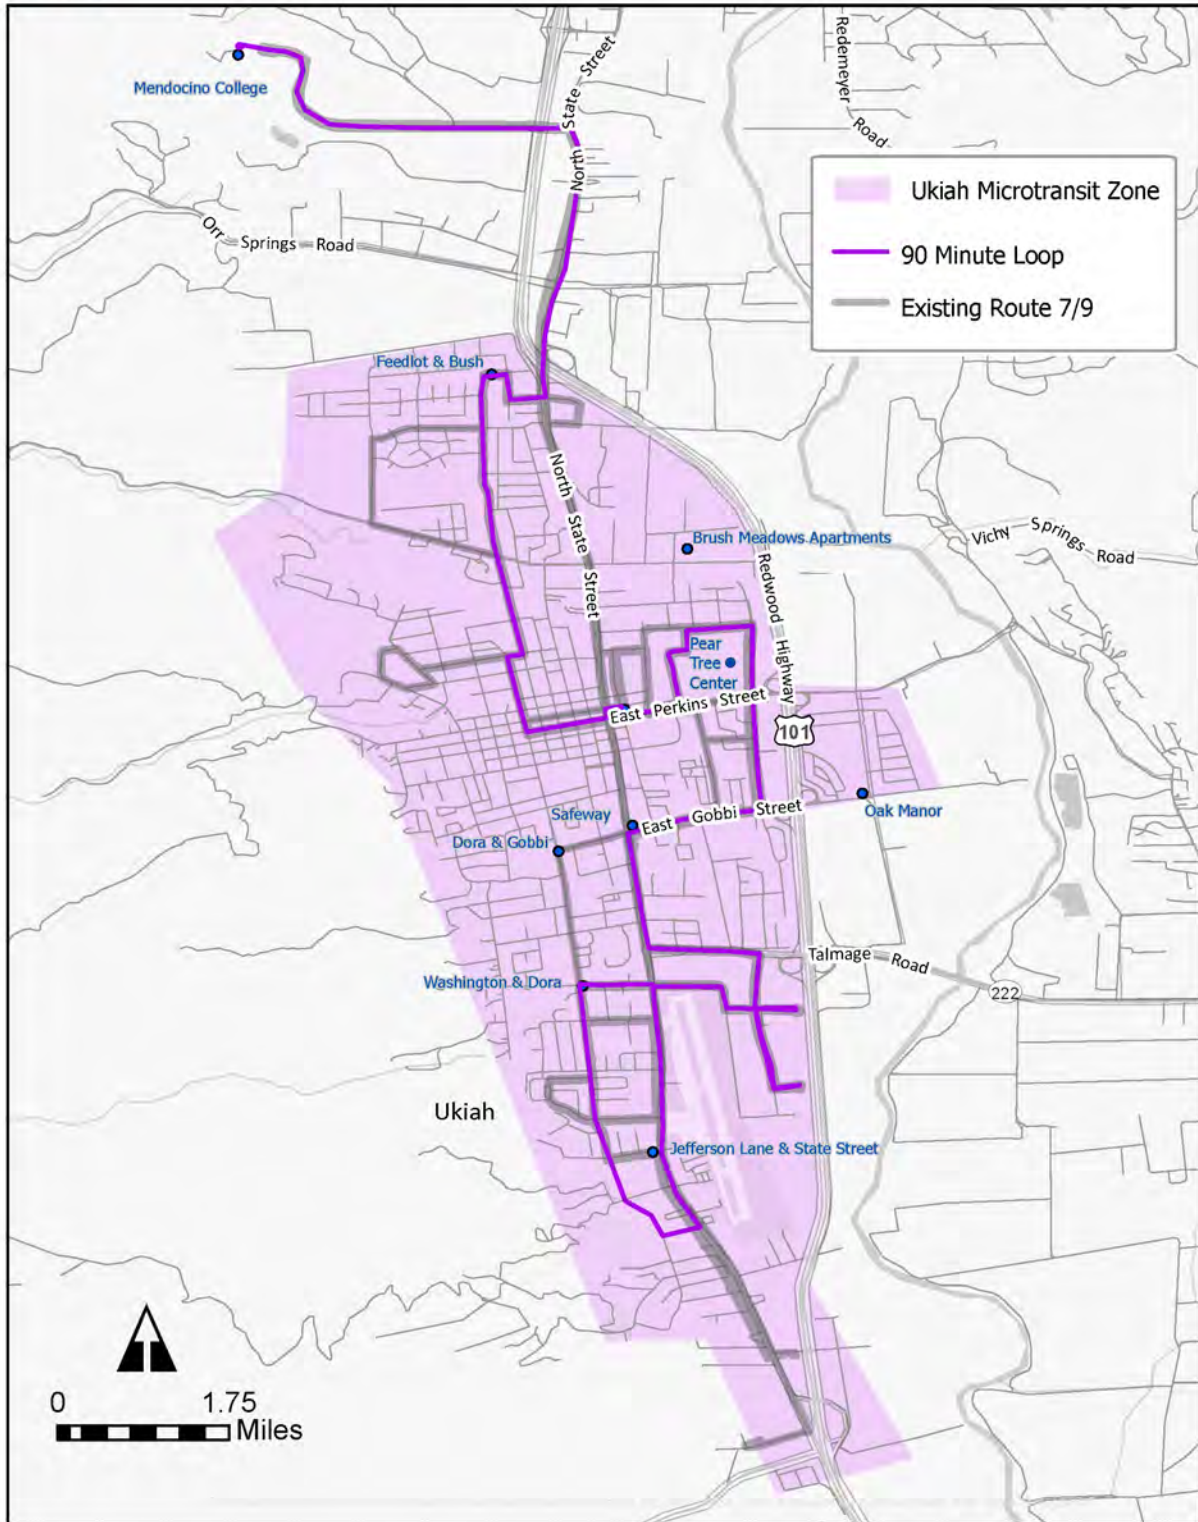 State Street
North
Redemeyer Road
Mendocino College
Ukiah Microtransit Zone
90 Minute Loop
Existing Route 7/9
Orr Springs Road
Feedlot & Bush
North State Street
Brush Meadows Apartments
Vichy Springs Road
Redwood Highway
Pear
Tree
Center
East Perkins Street
101
Oak Manor
Safeway
East Gobbi Street
Dora & Gobbi
Talmage Road
Washington & Dora
222
Ukiah
Jefferson Lane & State Street
0 1.75
Miles